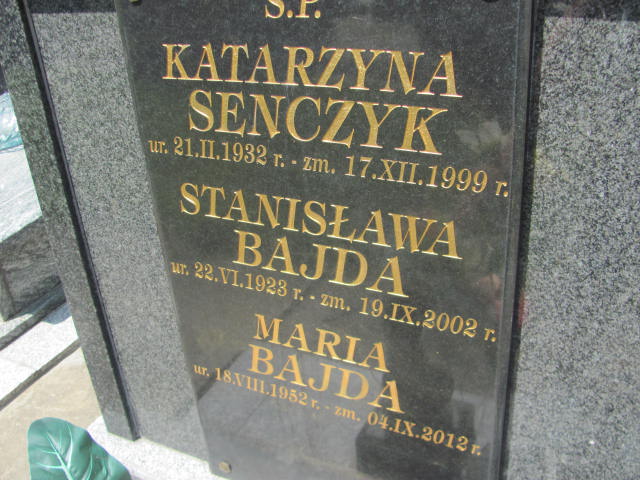 Ś.P.
KATARZYNA
SENCZYK
ur. 21.II.1932 r. - zm. 17.XII.1999 r.
STANISŁAWA
BAJDA
ur. 22.VI.1923 r. - zm. 19.IX.2002 r.
MARIA
BAJDA
ur. 18.VIII.1952 r. - zm. 04.IX.2012 r.